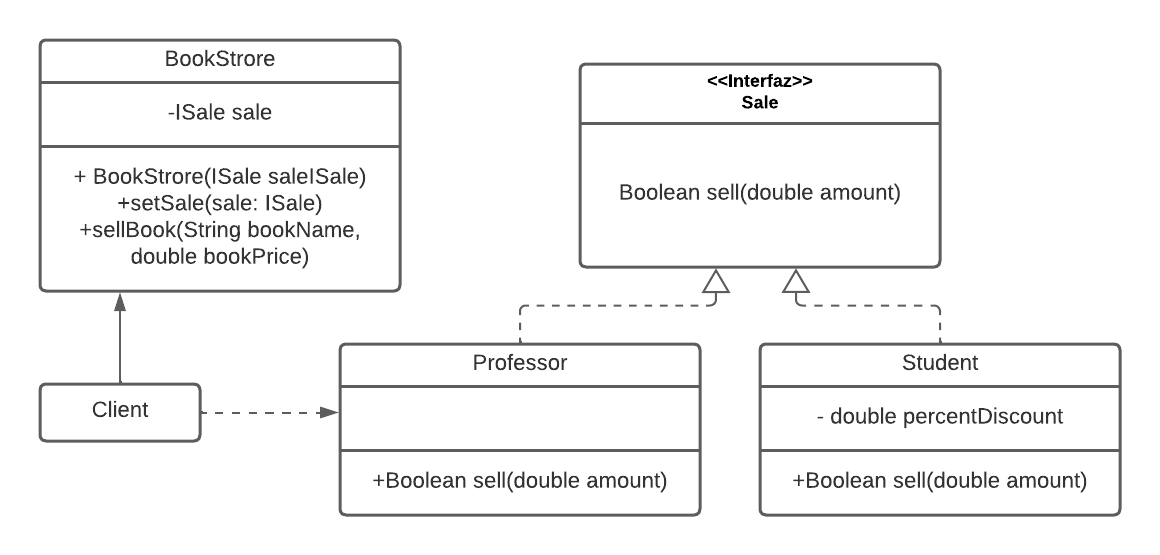 BookStrore
-ISale sale
+ BookStrore(ISale saleISale)
+setSale(sale: ISale)
+sellBook(String bookName,
double bookPrice)
<<Interfaz>>
Sale
Boolean sell(double amount)
Client
Professor
+Boolean sell(double amount)
Student
- double percentDiscount
+Boolean sell(double amount)